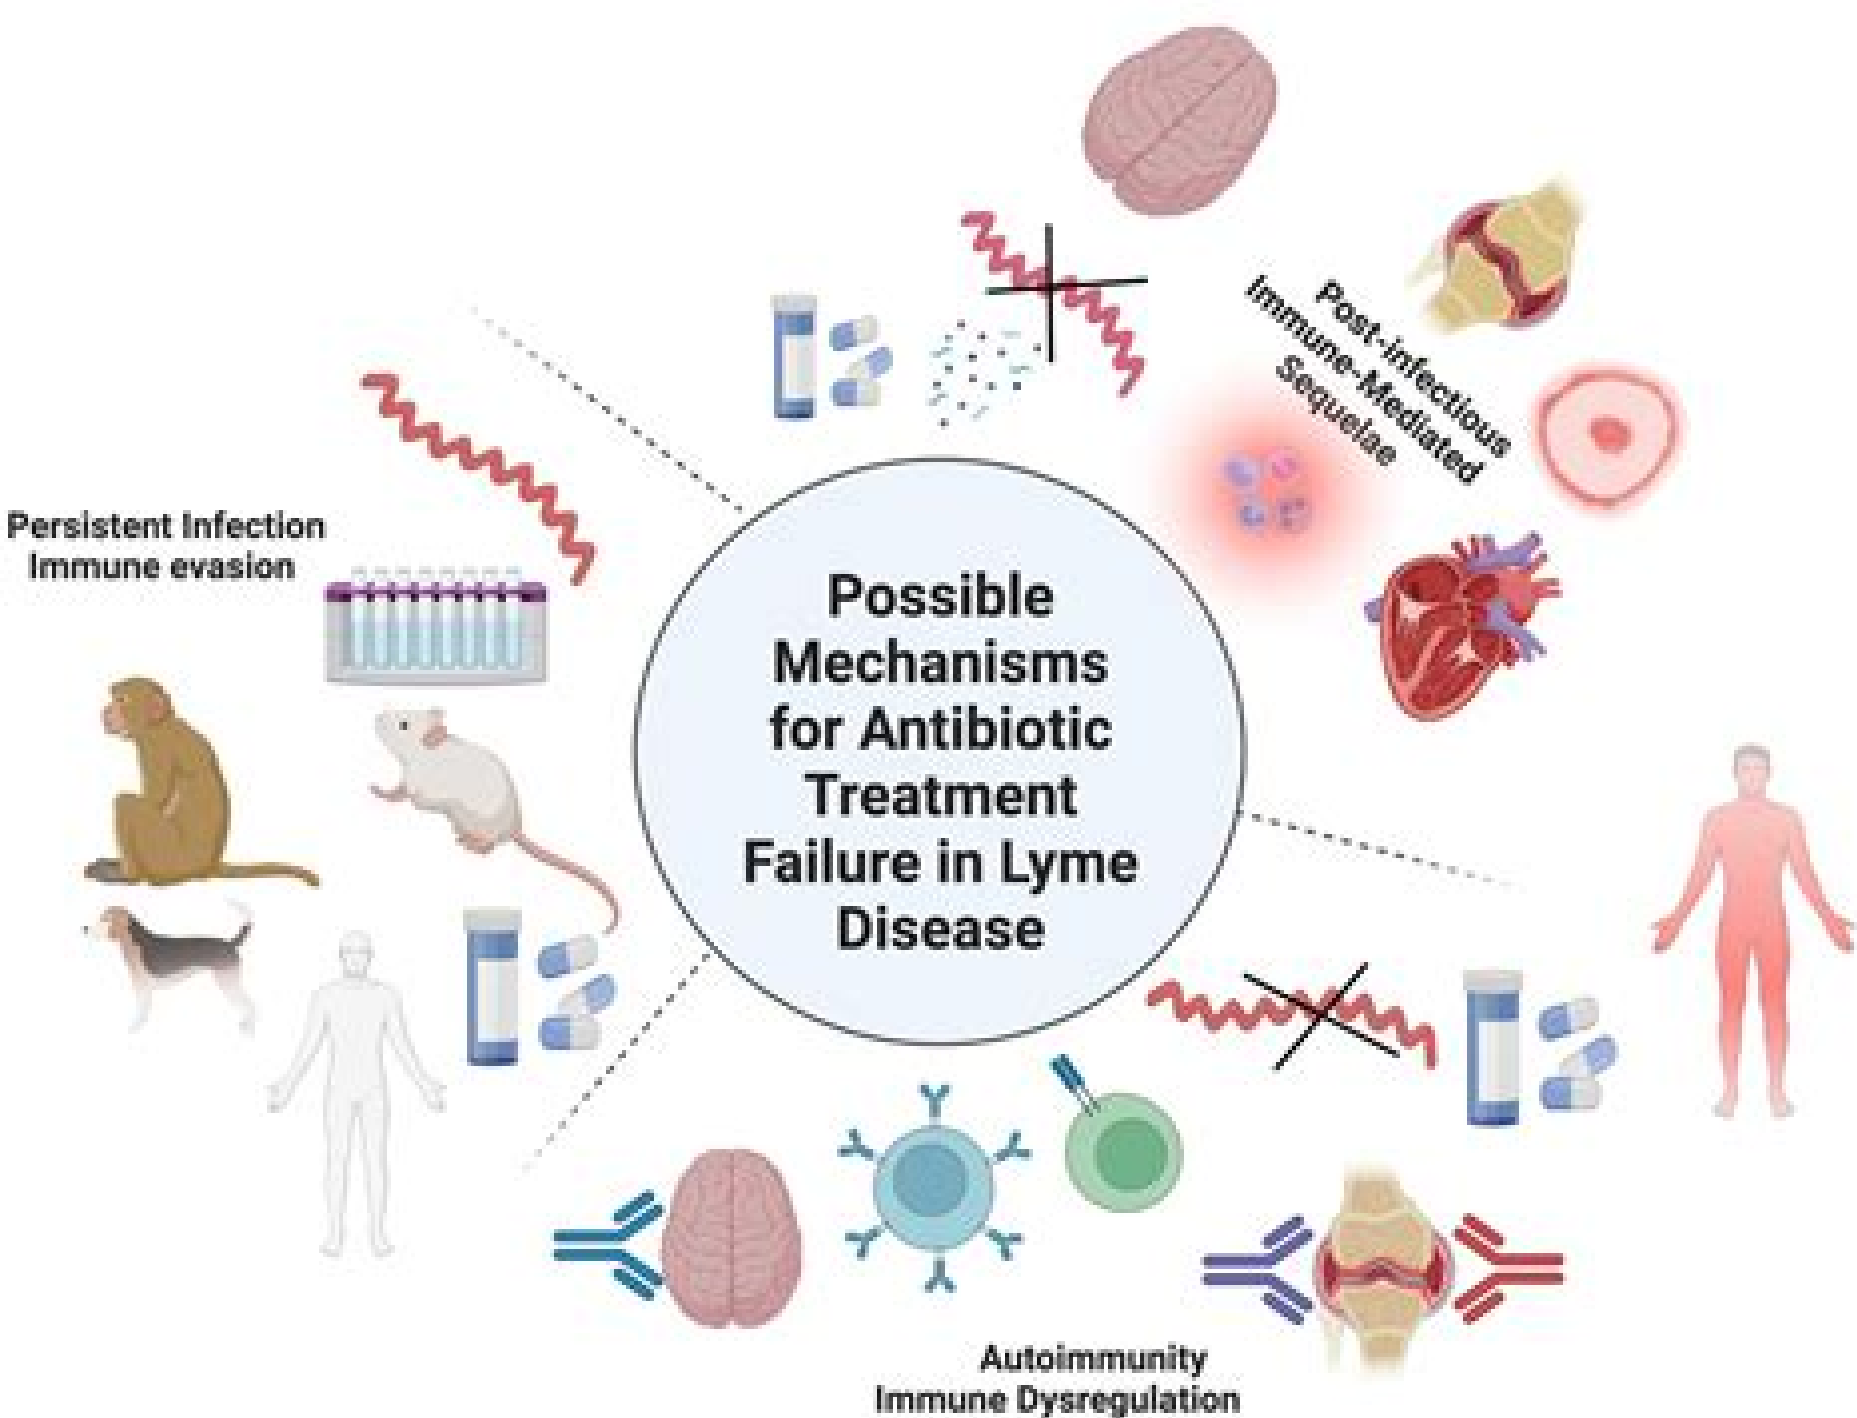 Post-infectious
Immune-Mediated
Sequelae
Persistent Infection
Immune evasion
Possible
Mechanisms
for Antibiotic
Treatment
Failure in Lyme
Disease
Autoimmunity
Immune Dysregulation